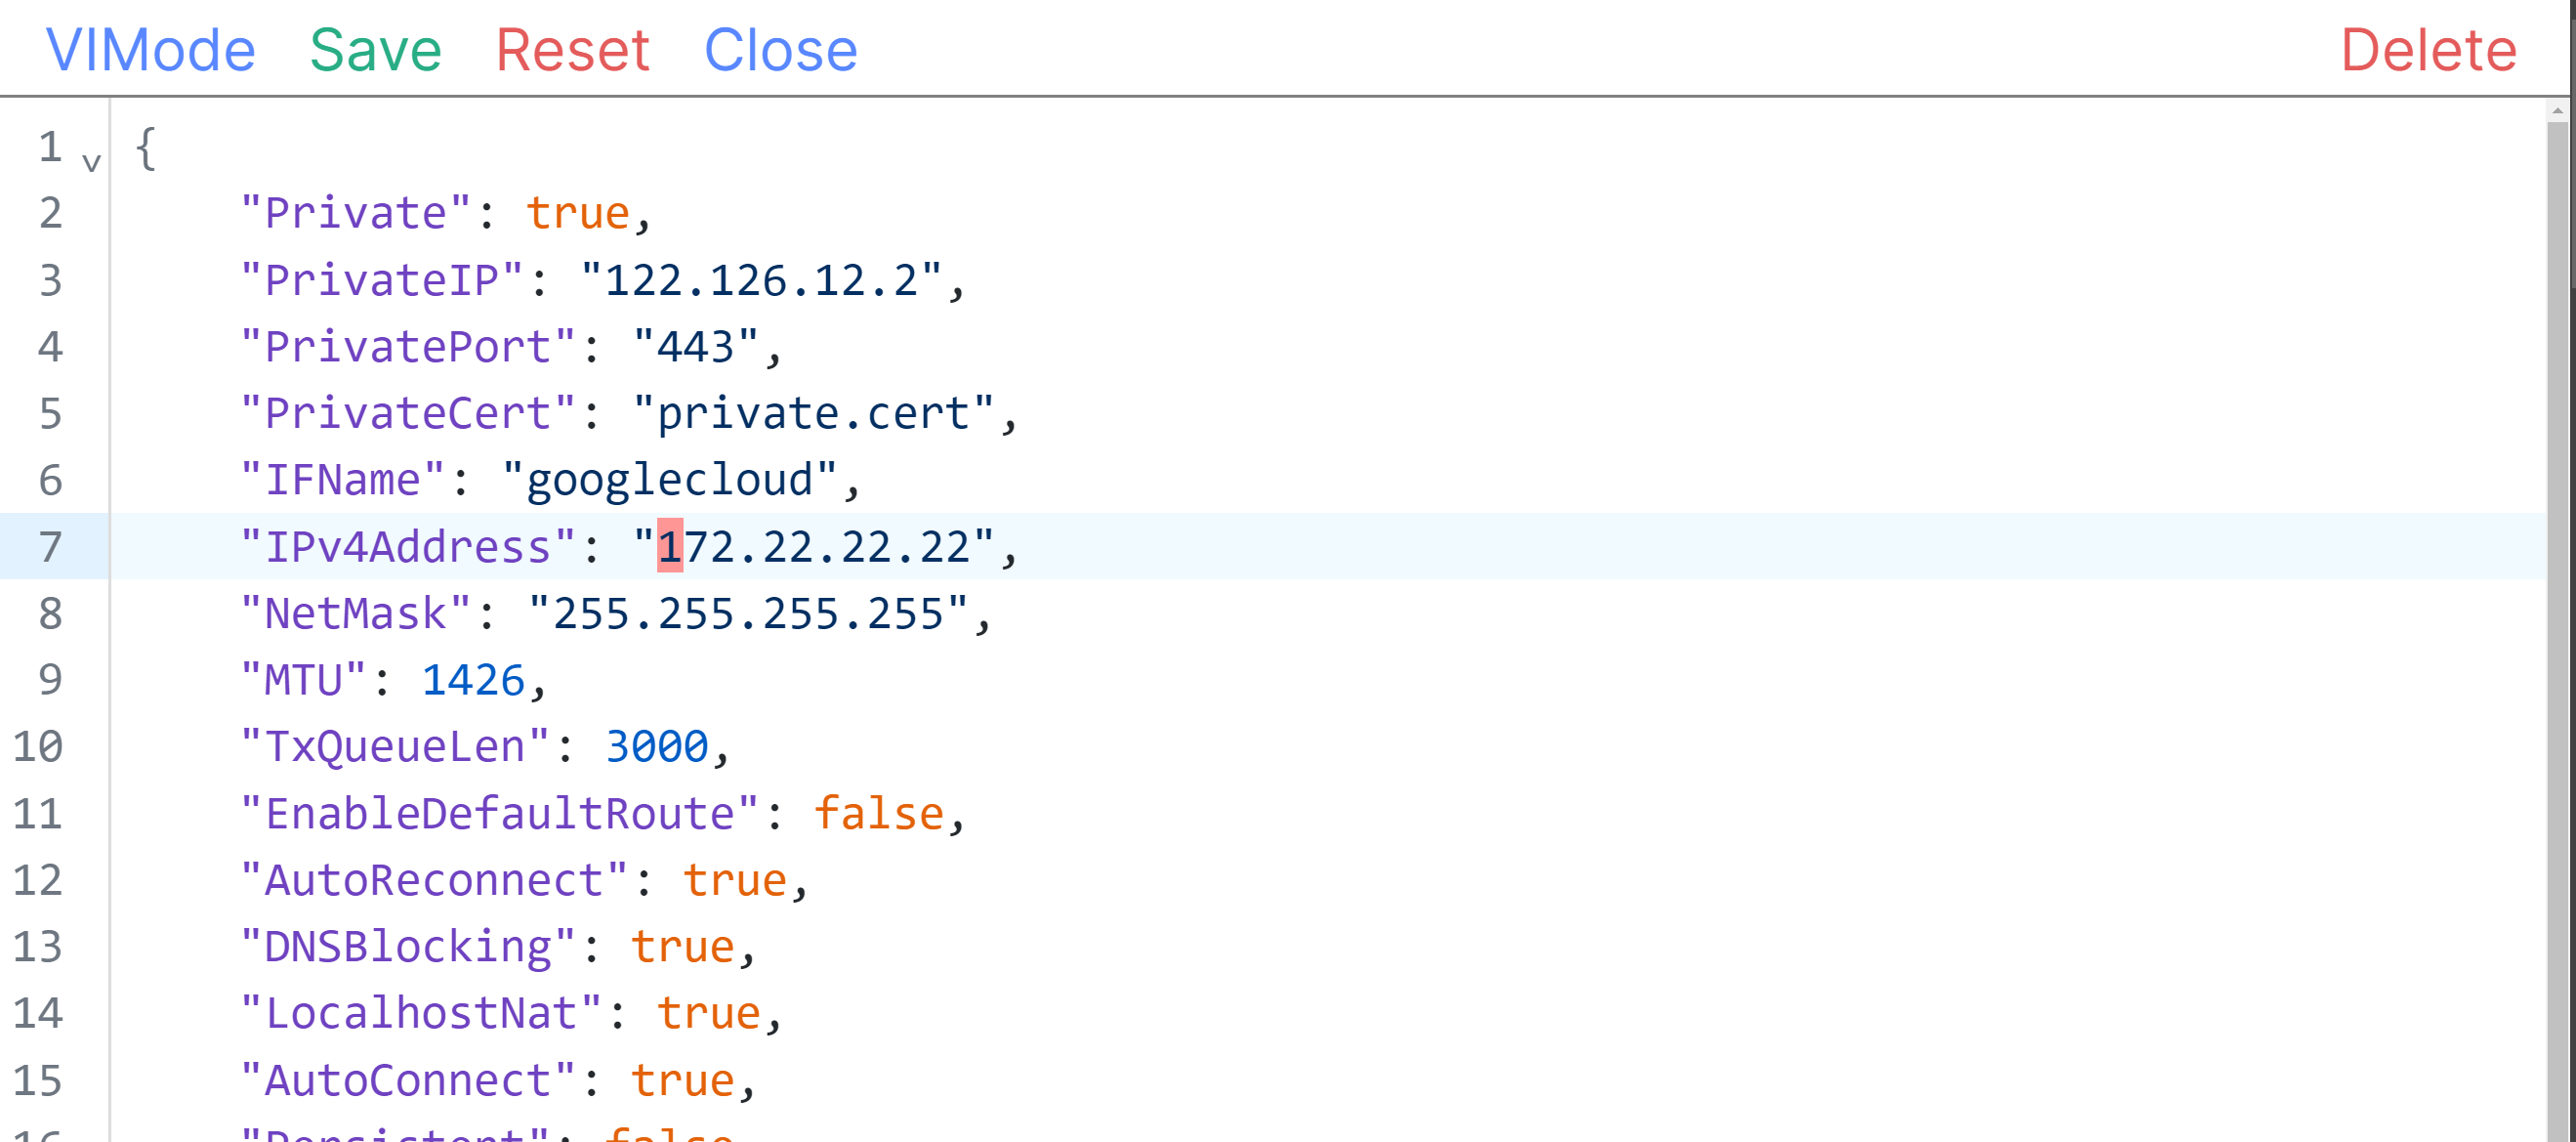 VIMode Save Reset Close Delete
1 {
2 "Private": true,
3 "PrivateIP": "122.126.12.2",
4 "PrivatePort": "443",
5 "PrivateCert": "private.cert",
6 "IFName": "googlecloud",
7 "IPv4Address": "172.22.22.22",
8 "NetMask": "255.255.255.255",
9 "MTU": 1426,
10 "TxQueueLen": 3000,
11 "EnableDefaultRoute": false,
12 "AutoReconnect": true,
13 "DNSBlocking": true,
14 "LocalhostNat": true,
15 "AutoConnect": true,
16 "Persistent": false